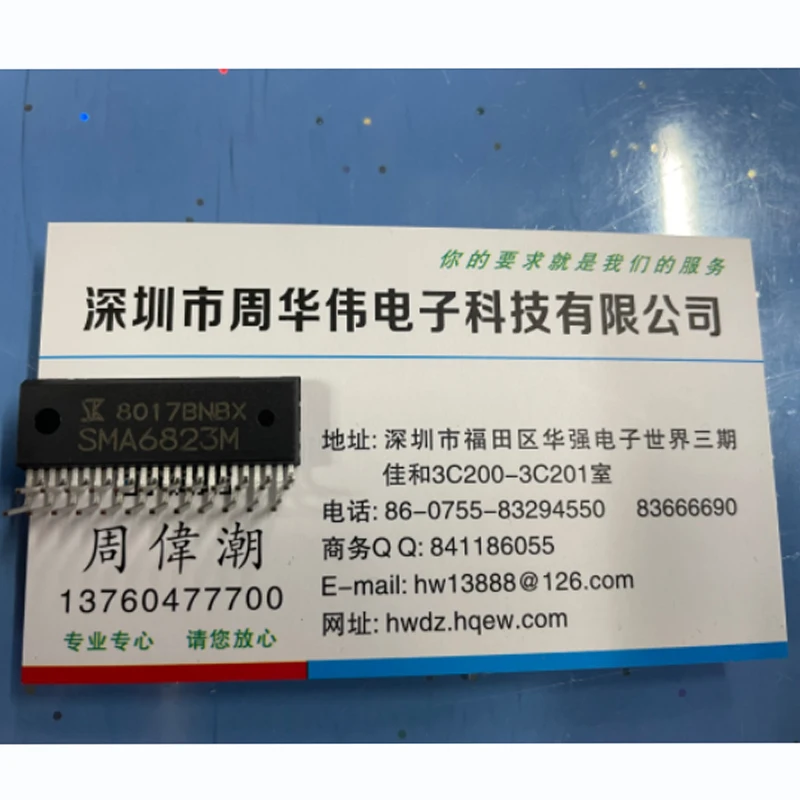 你的要求就是我们的服务
深圳市周华伟电子科技有限公司
SK 8017BNBX
SMA6823M
周偉潮
13760477700
专业专心 请您放心
地址: 深圳市福田区华强电子世界三期
佳和3C200-3C201室
电话: 86-0755-83294550 83666690
商务QQ: 841186055
E-mail: hw13888@126.com
网址: hwdz.hqew.com